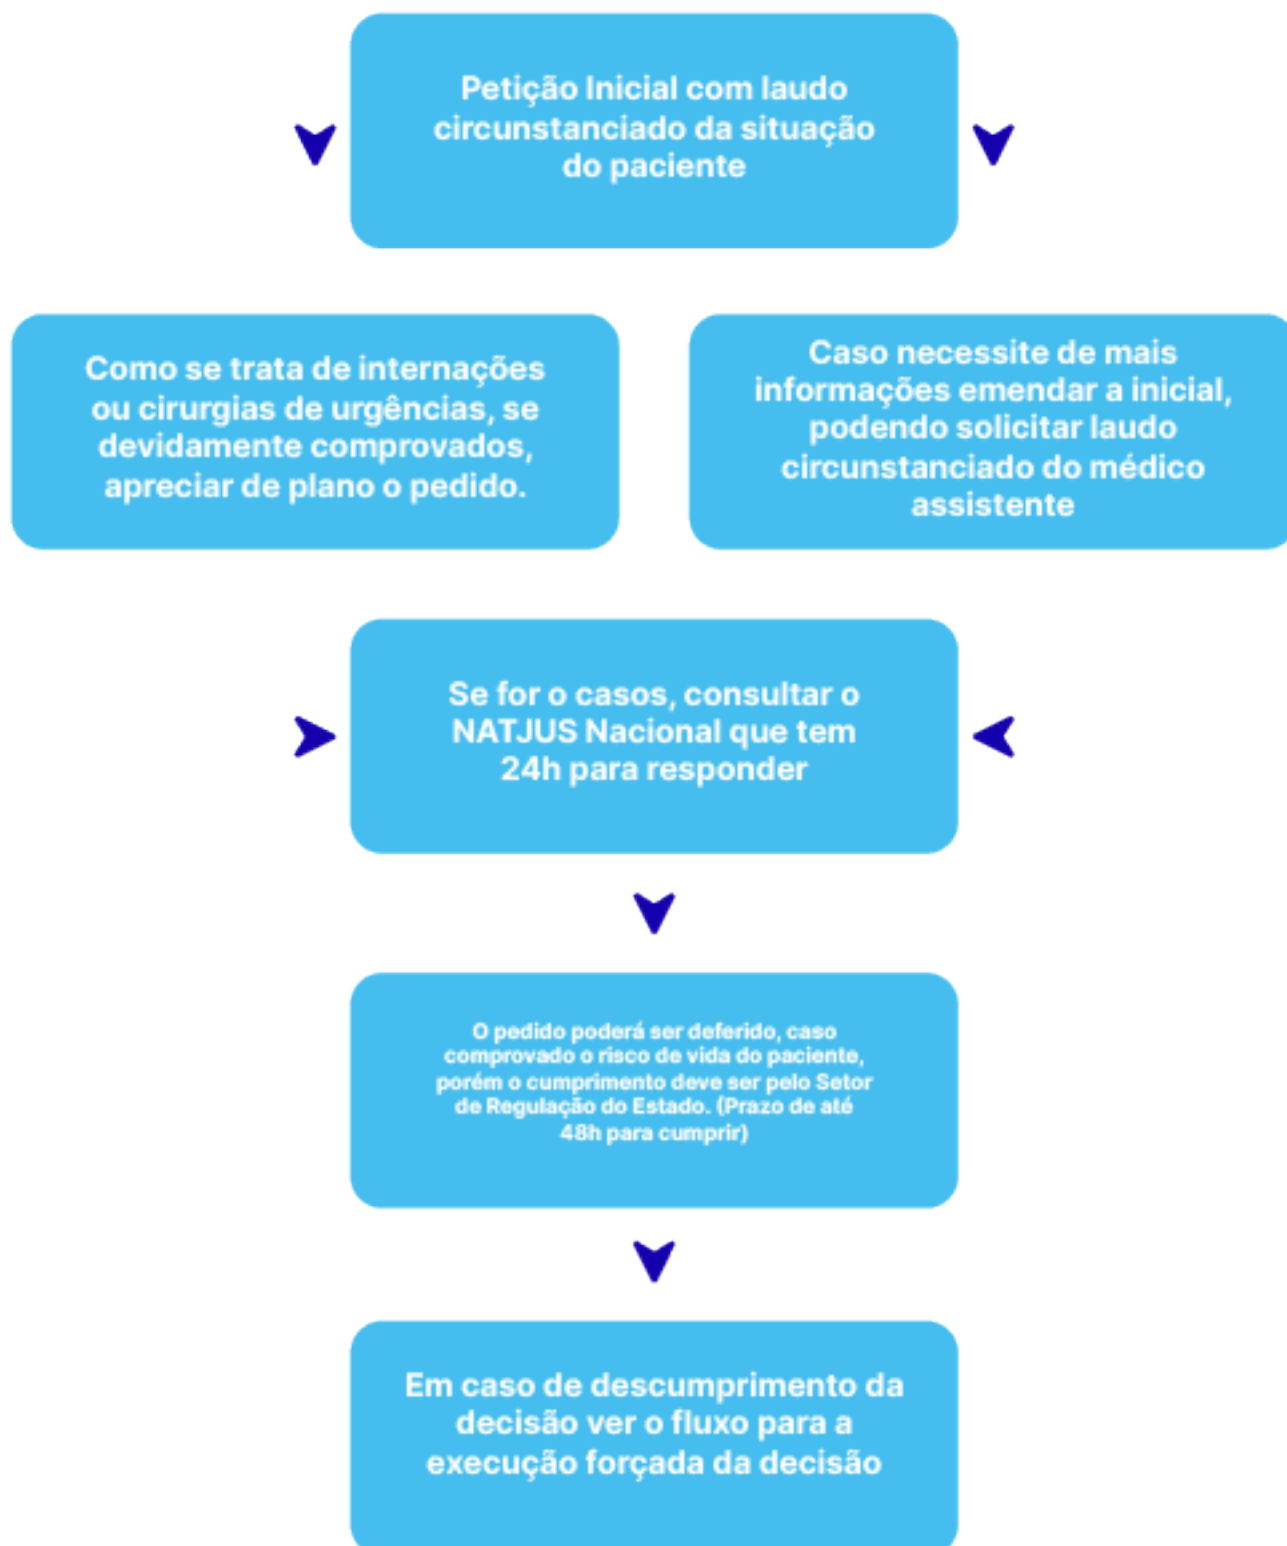 Petição Inicial com laudo
circunstanciado da situação
do paciente
Como se trata de internações
ou cirurgias de urgências, se
devidamente comprovados,
apreciar de plano o pedido.
Caso necessite de mais
informações emendar a inicial,
podendo solicitar laudo
circunstanciado do médico
assistente
Se for o casos, consultar o
NATJUS Nacional que tem
24h para responder
O pedido poderá ser deferido, caso
comprovado o risco de vida do paciente,
porém o cumprimento deve ser pelo Setor
de Regulação do Estado. (Prazo de até
48h para cumprir)
Em caso de descumprimento da
decisão ver o fluxo para a
execução forçada da decisão